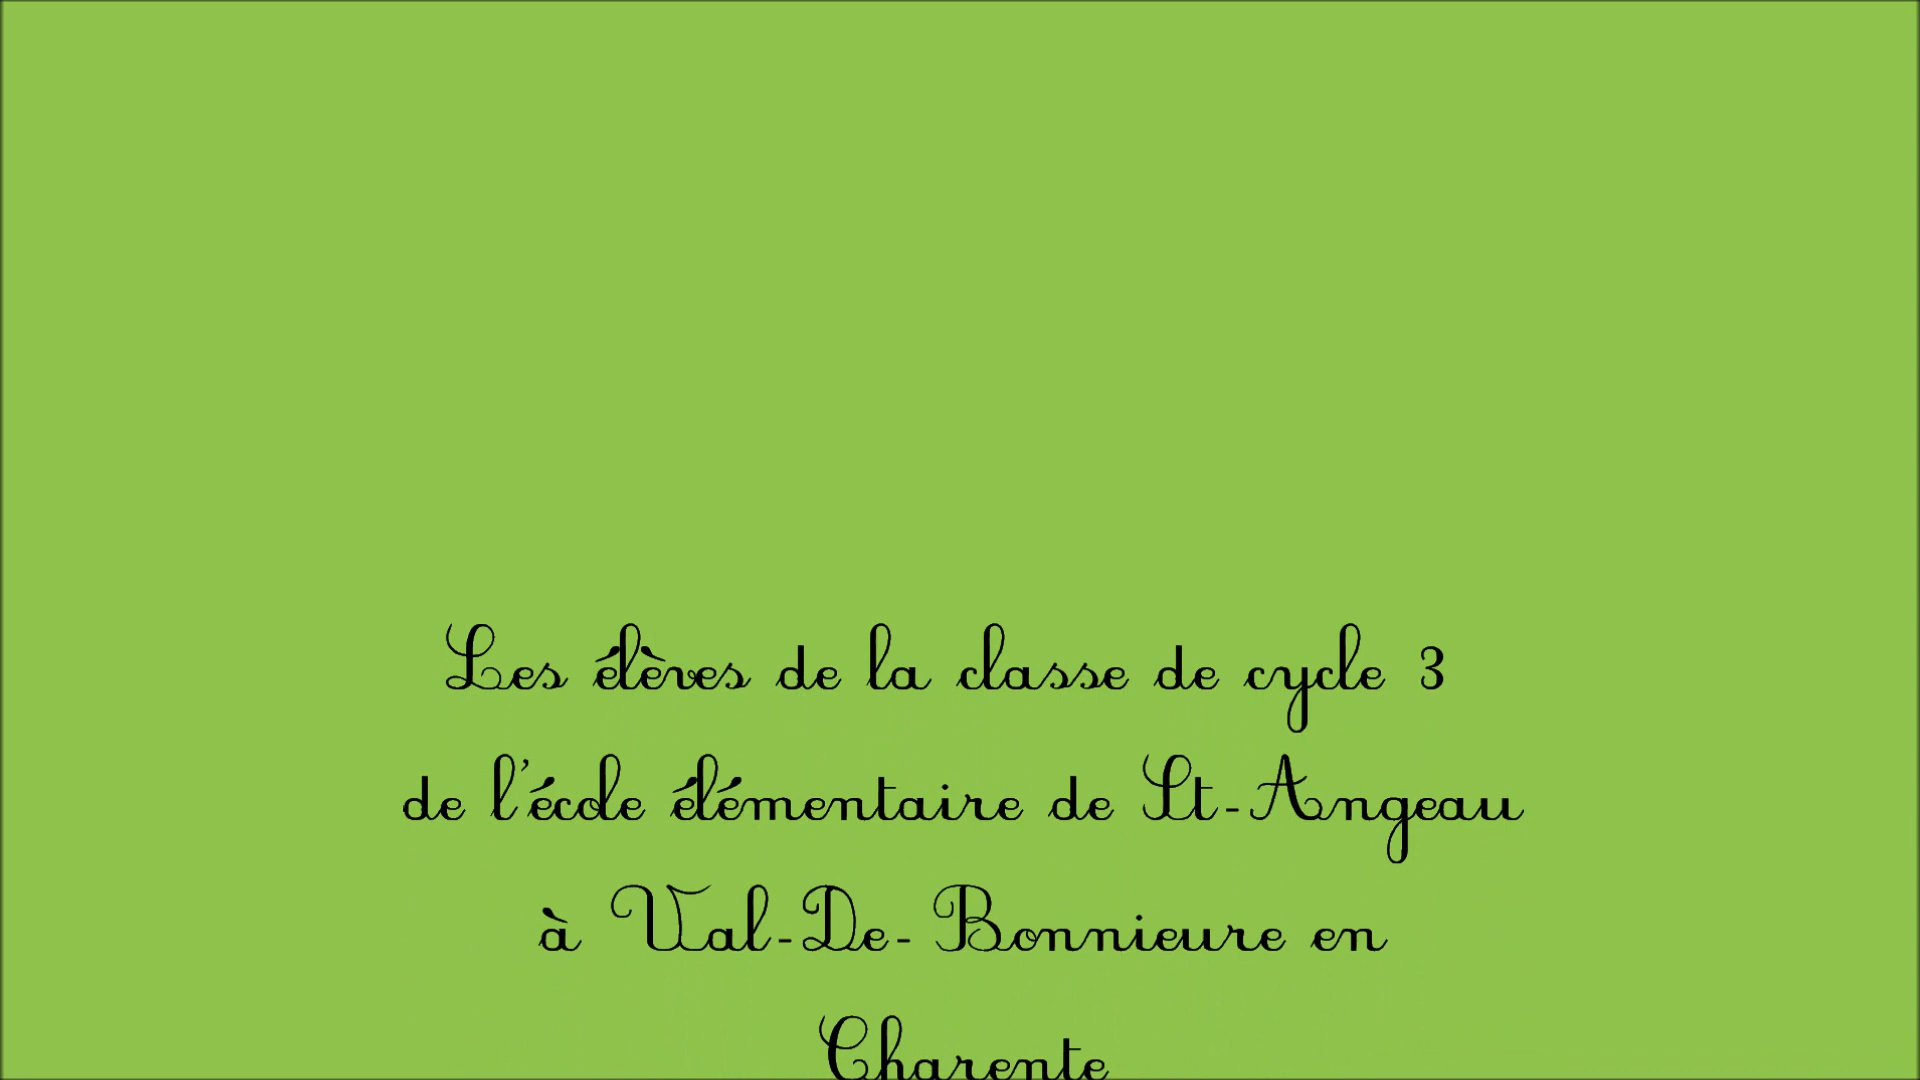 Les élèves de la classe de cycle 3
de l'école élémentaire de St-Angeau
à Val-De-Bonnieure en
Charente